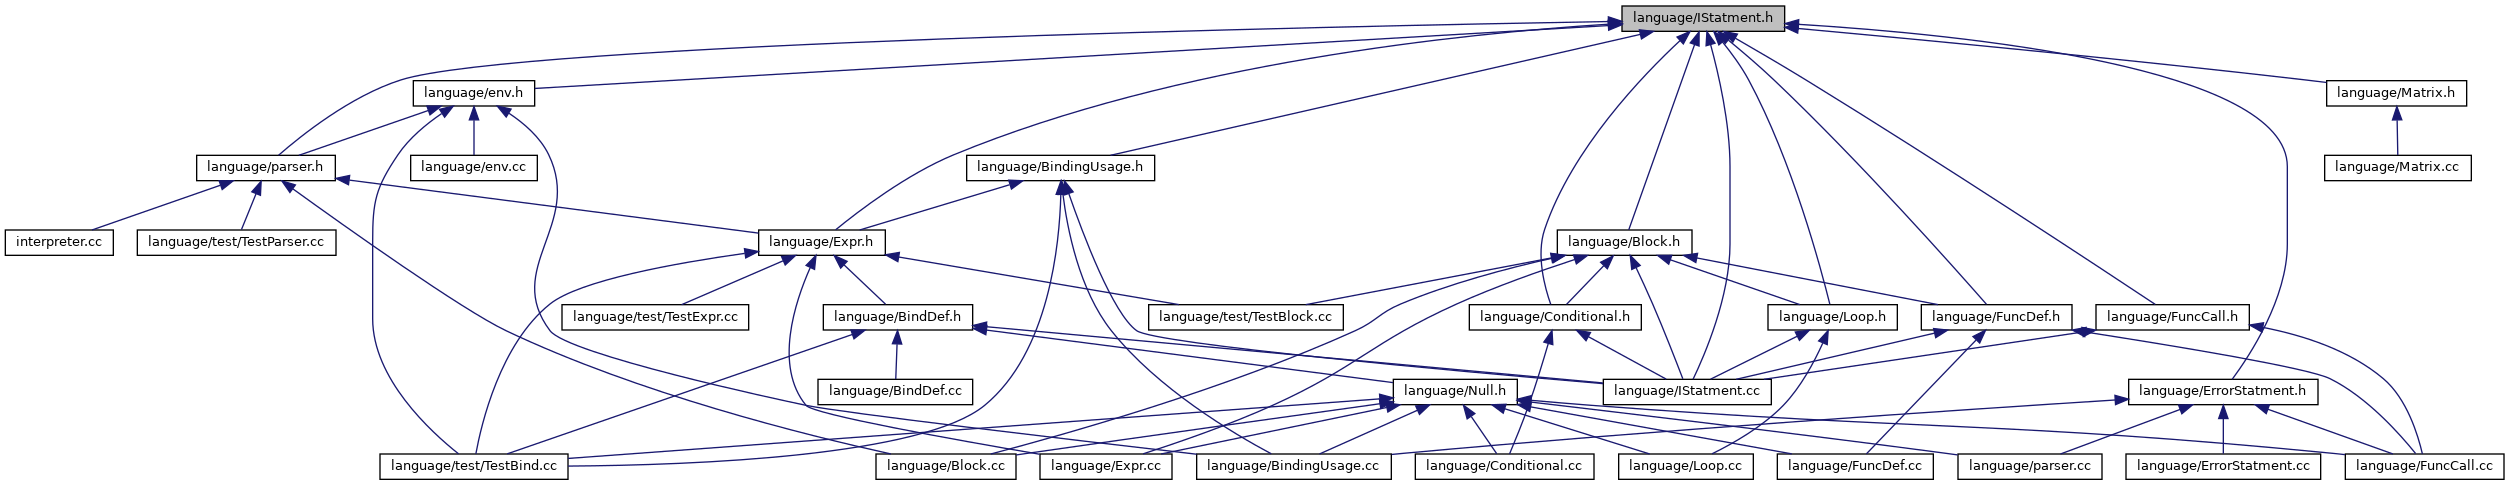 language/IStatment.h
language/env.h
language/Matrix.h
language/parser.h
language/env.cc
language/BindingUsage.h
language/Matrix.cc
interpreter.cc
language/test/TestParser.cc
language/Expr.h
language/Block.h
language/test/TestExpr.cc
language/BindDef.h
language/test/TestBlock.cc
language/Conditional.h
language/Loop.h
language/FuncDef.h
language/FuncCall.h
language/BindDef.cc
language/Null.h
language/IStatment.cc
language/ErrorStatment.h
language/test/TestBind.cc
language/Block.cc
language/Expr.cc
language/BindingUsage.cc
language/Conditional.cc
language/Loop.cc
language/FuncDef.cc
language/parser.cc
language/ErrorStatment.cc
language/FuncCall.cc